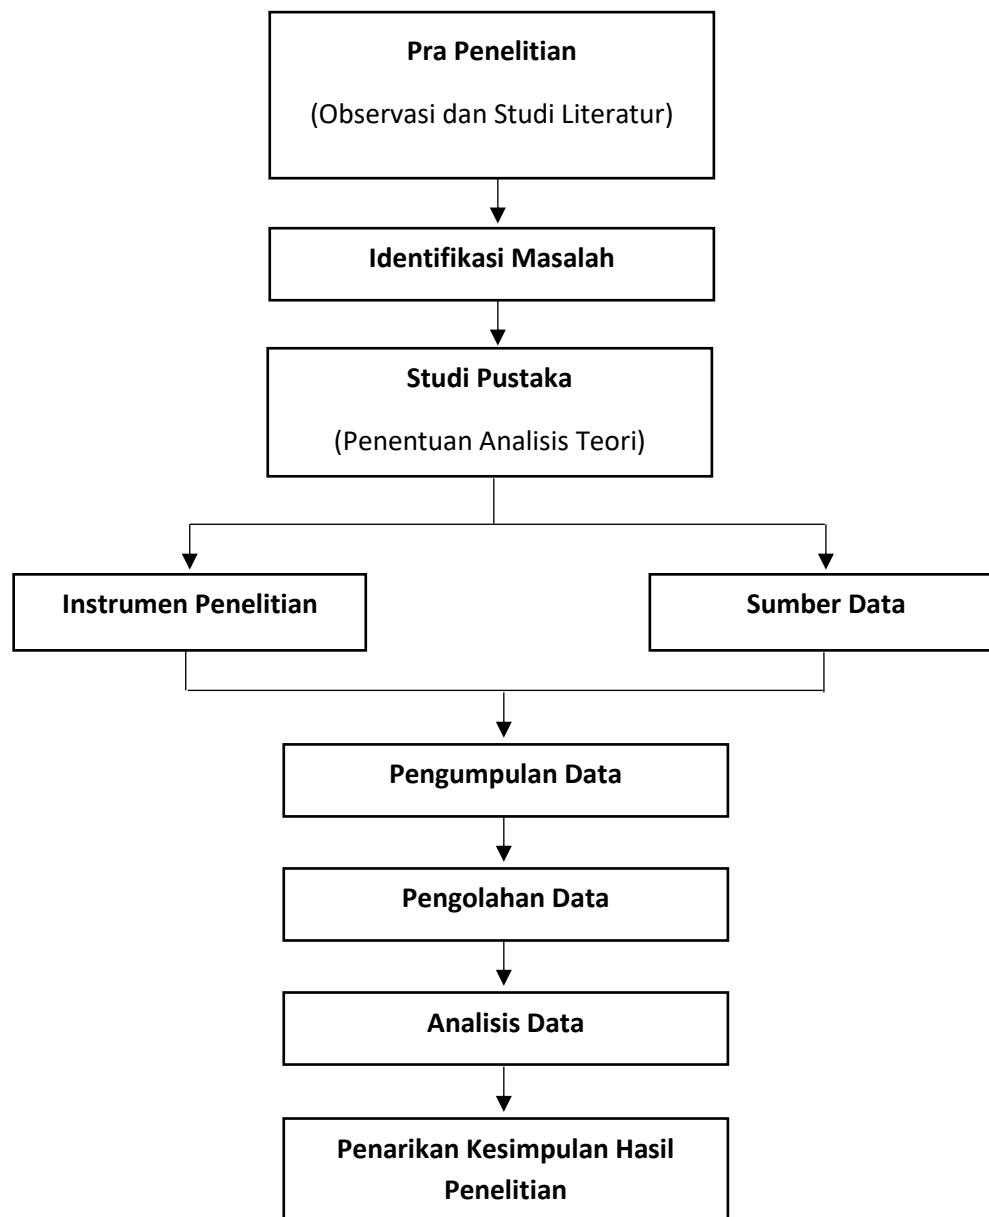 Pra Penelitian
(Observasi dan Studi Literatur)
Identifikasi Masalah
Studi Pustaka
(Penentuan Analisis Teori)
Instrumen Penelitian
Sumber Data
Pengumpulan Data
Pengolahan Data
Analisis Data
Penarikan Kesimpulan Hasil
Penelitian